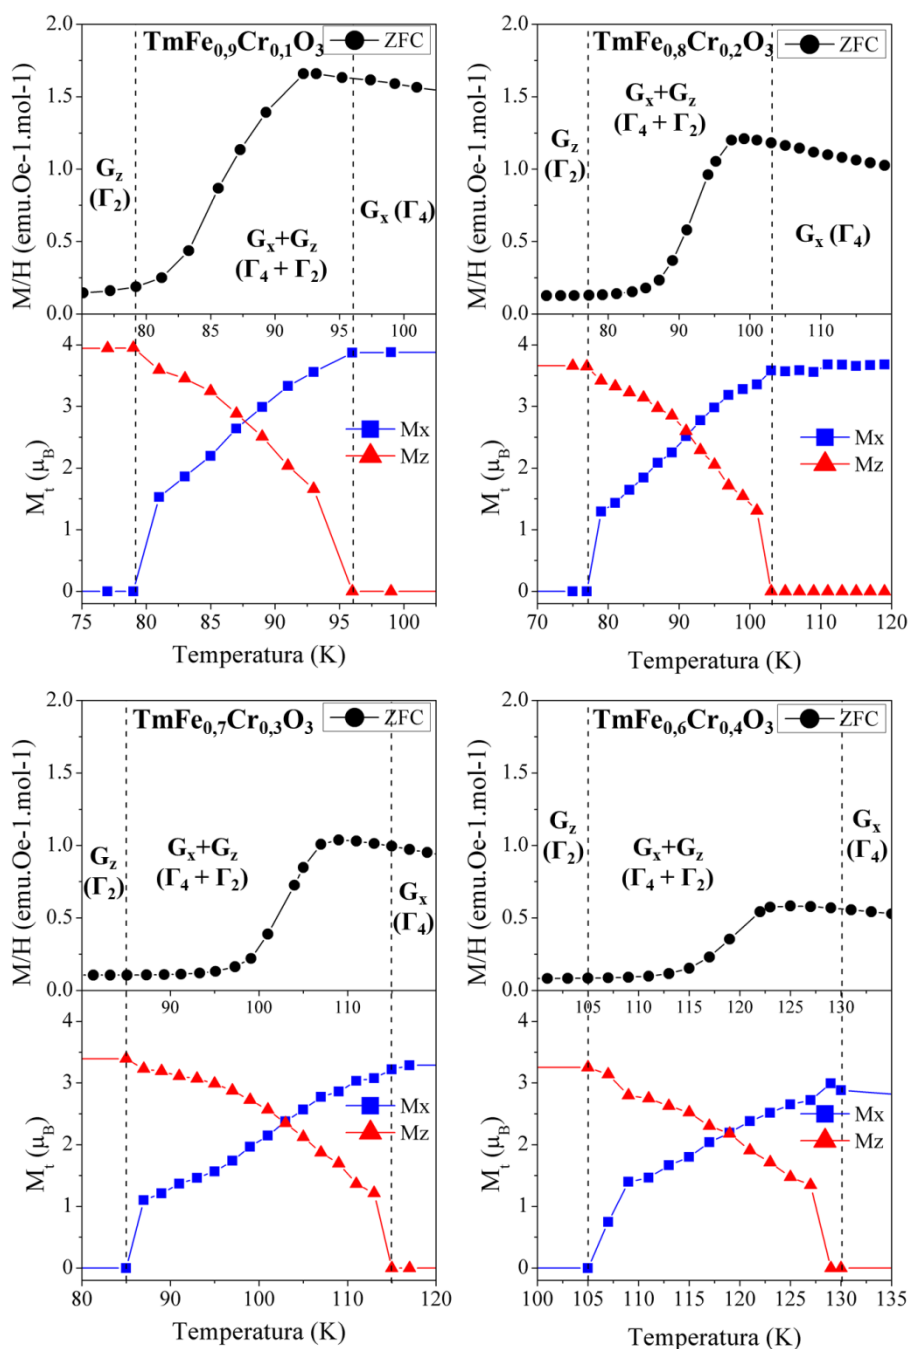 TmFe0,9Cr0,1O3
ZFC
2.0
1.5
1.0
0.5
0.0
M/H (emu.Oe-1.mol-1)
Gz
(Γ2)
Gx+Gz
(Γ4 + Γ2)
Gx (Γ4)
80 85 90 95 100
4
3
2
1
0
Mt (μB)
Mx
Mz
75 80 85 90 95 100
Temperatura (K)
TmFe0,8Cr0,2O3
ZFC
2.0
1.5
1.0
0.5
0.0
M/H (emu.Oe-1.mol-1)
Gx+Gz
(Γ4 + Γ2)
Gz
(Γ2)
Gx (Γ4)
80 90 100 110
4
3
2
1
0
Mt (μB)
Mx
Mz
70 80 90 100 110 120
Temperatura (K)
TmFe0,7Cr0,3O3
ZFC
2.0
1.5
1.0
0.5
0.0
M/H (emu.Oe-1.mol-1)
Gz
(Γ2)
Gx+Gz
(Γ4 + Γ2)
Gx
(Γ4)
90 100 110
4
3
2
1
0
Mt (μB)
Mx
Mz
80 90 100 110 120
Temperatura (K)
TmFe0,6Cr0,4O3
ZFC
2.0
1.5
1.0
0.5
0.0
M/H (emu.Oe-1.mol-1)
Gz
(Γ2)
Gx+Gz
(Γ4 + Γ2)
Gx
(Γ4)
105 110 115 120 125 130
4
3
2
1
0
Mt (μB)
Mx
Mz
100 105 110 115 120 125 130 135
Temperatura (K)